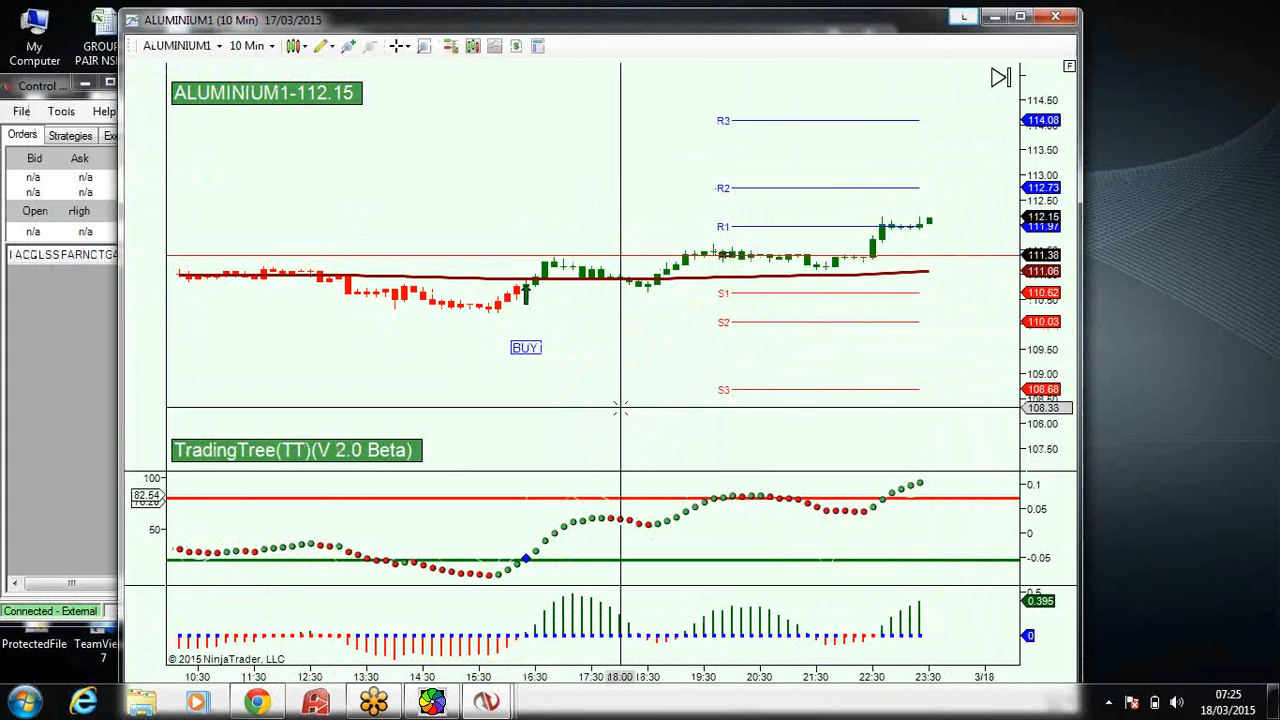 My
Computer
GROUP
PAIR NSE
ALUMINIUM1 (10 Min)  17/03/2015
ALUMINIUM1
10 Min
Control ...
File
Tools
Help
Orders
Strategies
Exe
Bid
Ask
n/a
n/a
n/a
n/a
Open
High
n/a
n/a
ALUMINIUM1-112.15
F
114.50
R3
114.08
113.50
113.00
R2
112.73
112.50
112.15
R1
111.97
111.38
111.06
S1
110.62
S2
110.03
BUY
109.50
109.00
S3
108.68
108.33
108.00
TradingTree(TT)(V 2.0 Beta)
107.50
100
82.54
50
0.1
0.05
0
-0.05
0.5
0.395
0
Connected - External
© 2015 NinjaTrader, LLC
ProtectedFile
TeamView
7
10:30
11:30
12:30
13:30
14:30
15:30
16:30
17:30
18:00
18:30
19:30
20:30
21:30
22:30
23:30
3/18
07:25
18/03/2015